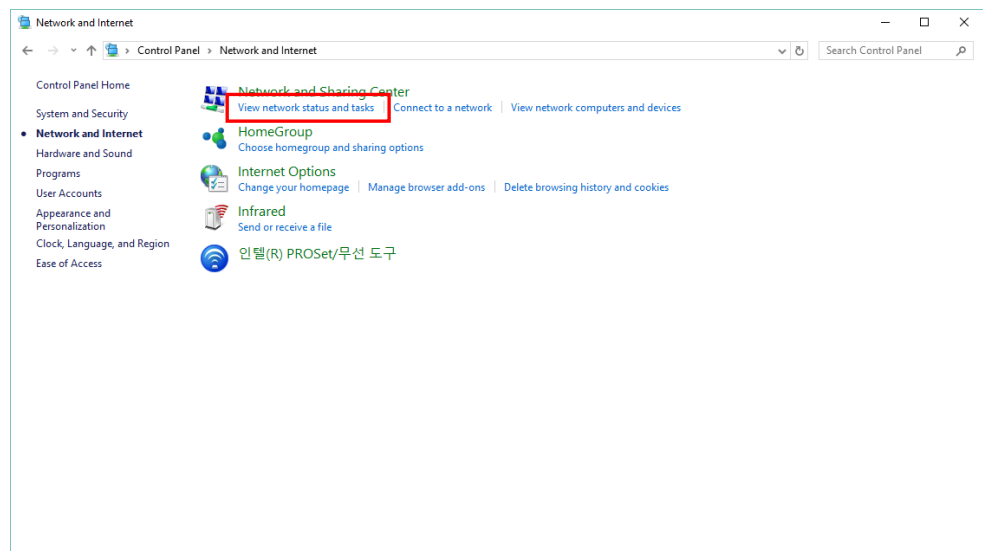 Network and Internet
Control Panel › Network and Internet
Search Control Panel
Control Panel Home
System and Security
Network and Internet
Hardware and Sound
Programs
User Accounts
Appearance and
Personalization
Clock, Language, and Region
Ease of Access
Network and Sharing Center
View network status and tasks | Connect to a network | View network computers and devices
HomeGroup
Choose homegroup and sharing options
Internet Options
Change your homepage | Manage browser add-ons | Delete browsing history and cookies
Infrared
Send or receive a file
인텔(R) PROSet/무선 도구